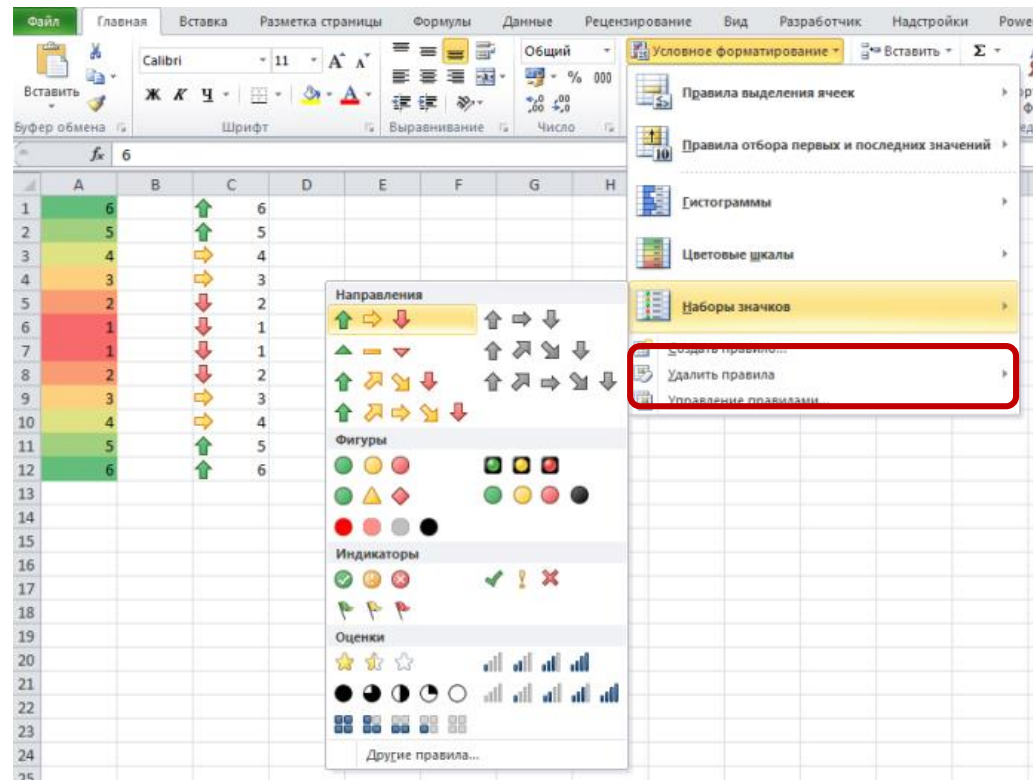 Файл Главная Вставка Разметка страницы Формулы Данные Рецензирование Вид Разработчик Надстройки Powe
Calibri 11 Общий Условное форматирование Вставить Σ
Вставить Ж К Ч % 000
Буфер обмена Шрифт Выравнивание Число
fx 6
A B C D E F G H
1 6 6
2 5 5
3 4 4
4 3 3
5 2 2
6 1 1
7 1 1
8 2 2
9 3 3
10 4 4
11 5 5
12 6 6
13
14
15
16
17
18
19
20
21
22
23
24
25
Правила выделения ячеек
Правила отбора первых и последних значений
Гистограммы
Цветовые шкалы
Наборы значков
Создать правило...
Удалить правила
Управление правилами...
Направления
Фигуры
Индикаторы
Оценки
Другие правила...